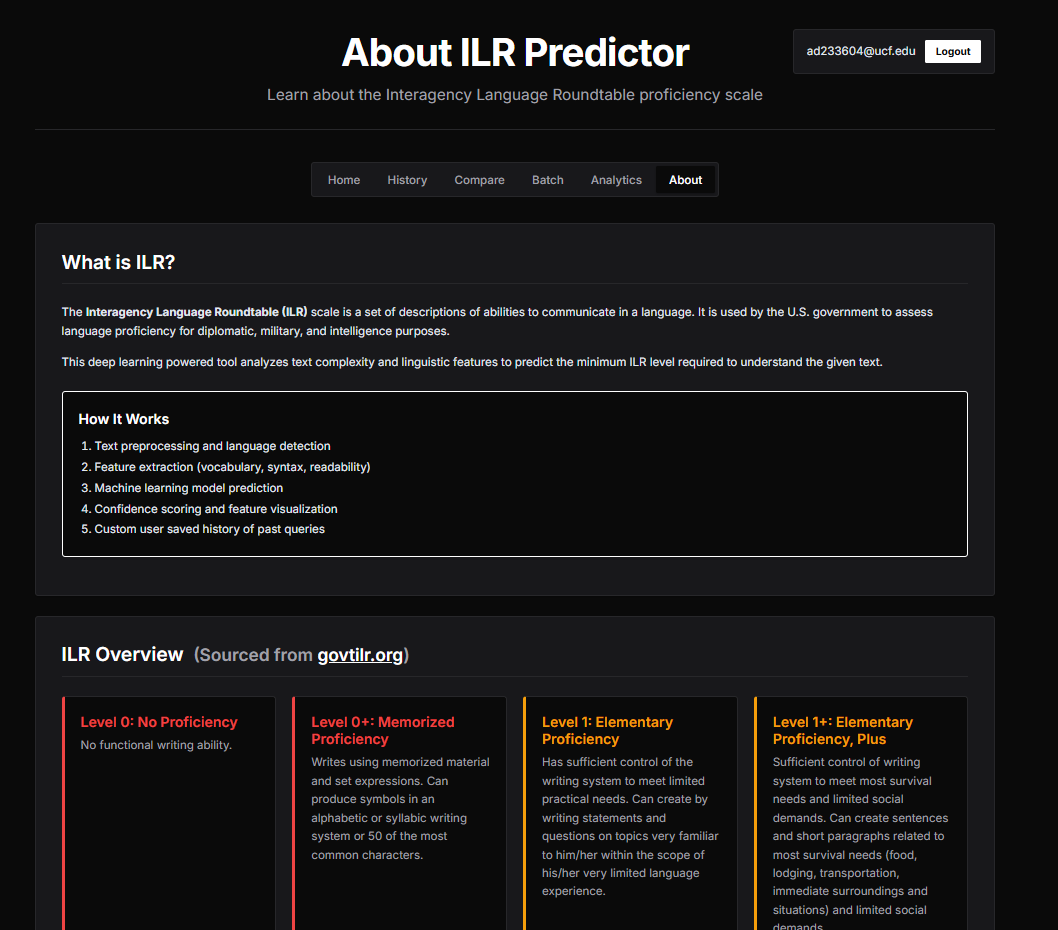 About ILR Predictor
ad233604@ucf.edu Logout
Learn about the Interagency Language Roundtable proficiency scale
Home History Compare Batch Analytics About
What is ILR?
The Interagency Language Roundtable (ILR) scale is a set of descriptions of abilities to communicate in a language. It is used by the U.S. government to assess
language proficiency for diplomatic, military, and intelligence purposes.
This deep learning powered tool analyzes text complexity and linguistic features to predict the minimum ILR level required to understand the given text.
How It Works
1. Text preprocessing and language detection
2. Feature extraction (vocabulary, syntax, readability)
3. Machine learning model prediction
4. Confidence scoring and feature visualization
5. Custom user saved history of past queries
ILR Overview (Sourced from govtilr.org)
Level 0: No Proficiency
No functional writing ability.
Level 0+: Memorized
Proficiency
Writes using memorized material
and set expressions. Can
produce symbols in an
alphabetic or syllabic writing
system or 50 of the most
common characters.
Level 1: Elementary
Proficiency
Has sufficient control of the
writing system to meet limited
practical needs. Can create by
writing statements and
questions on topics very familiar
to him/her within the scope of
his/her very limited language
experience.
Level 1+: Elementary
Proficiency, Plus
Sufficient control of writing
system to meet most survival
needs and limited social
demands. Can create sentences
and short paragraphs related to
most survival needs (food,
lodging, transportation,
immediate surroundings and
situations) and limited social
demands.